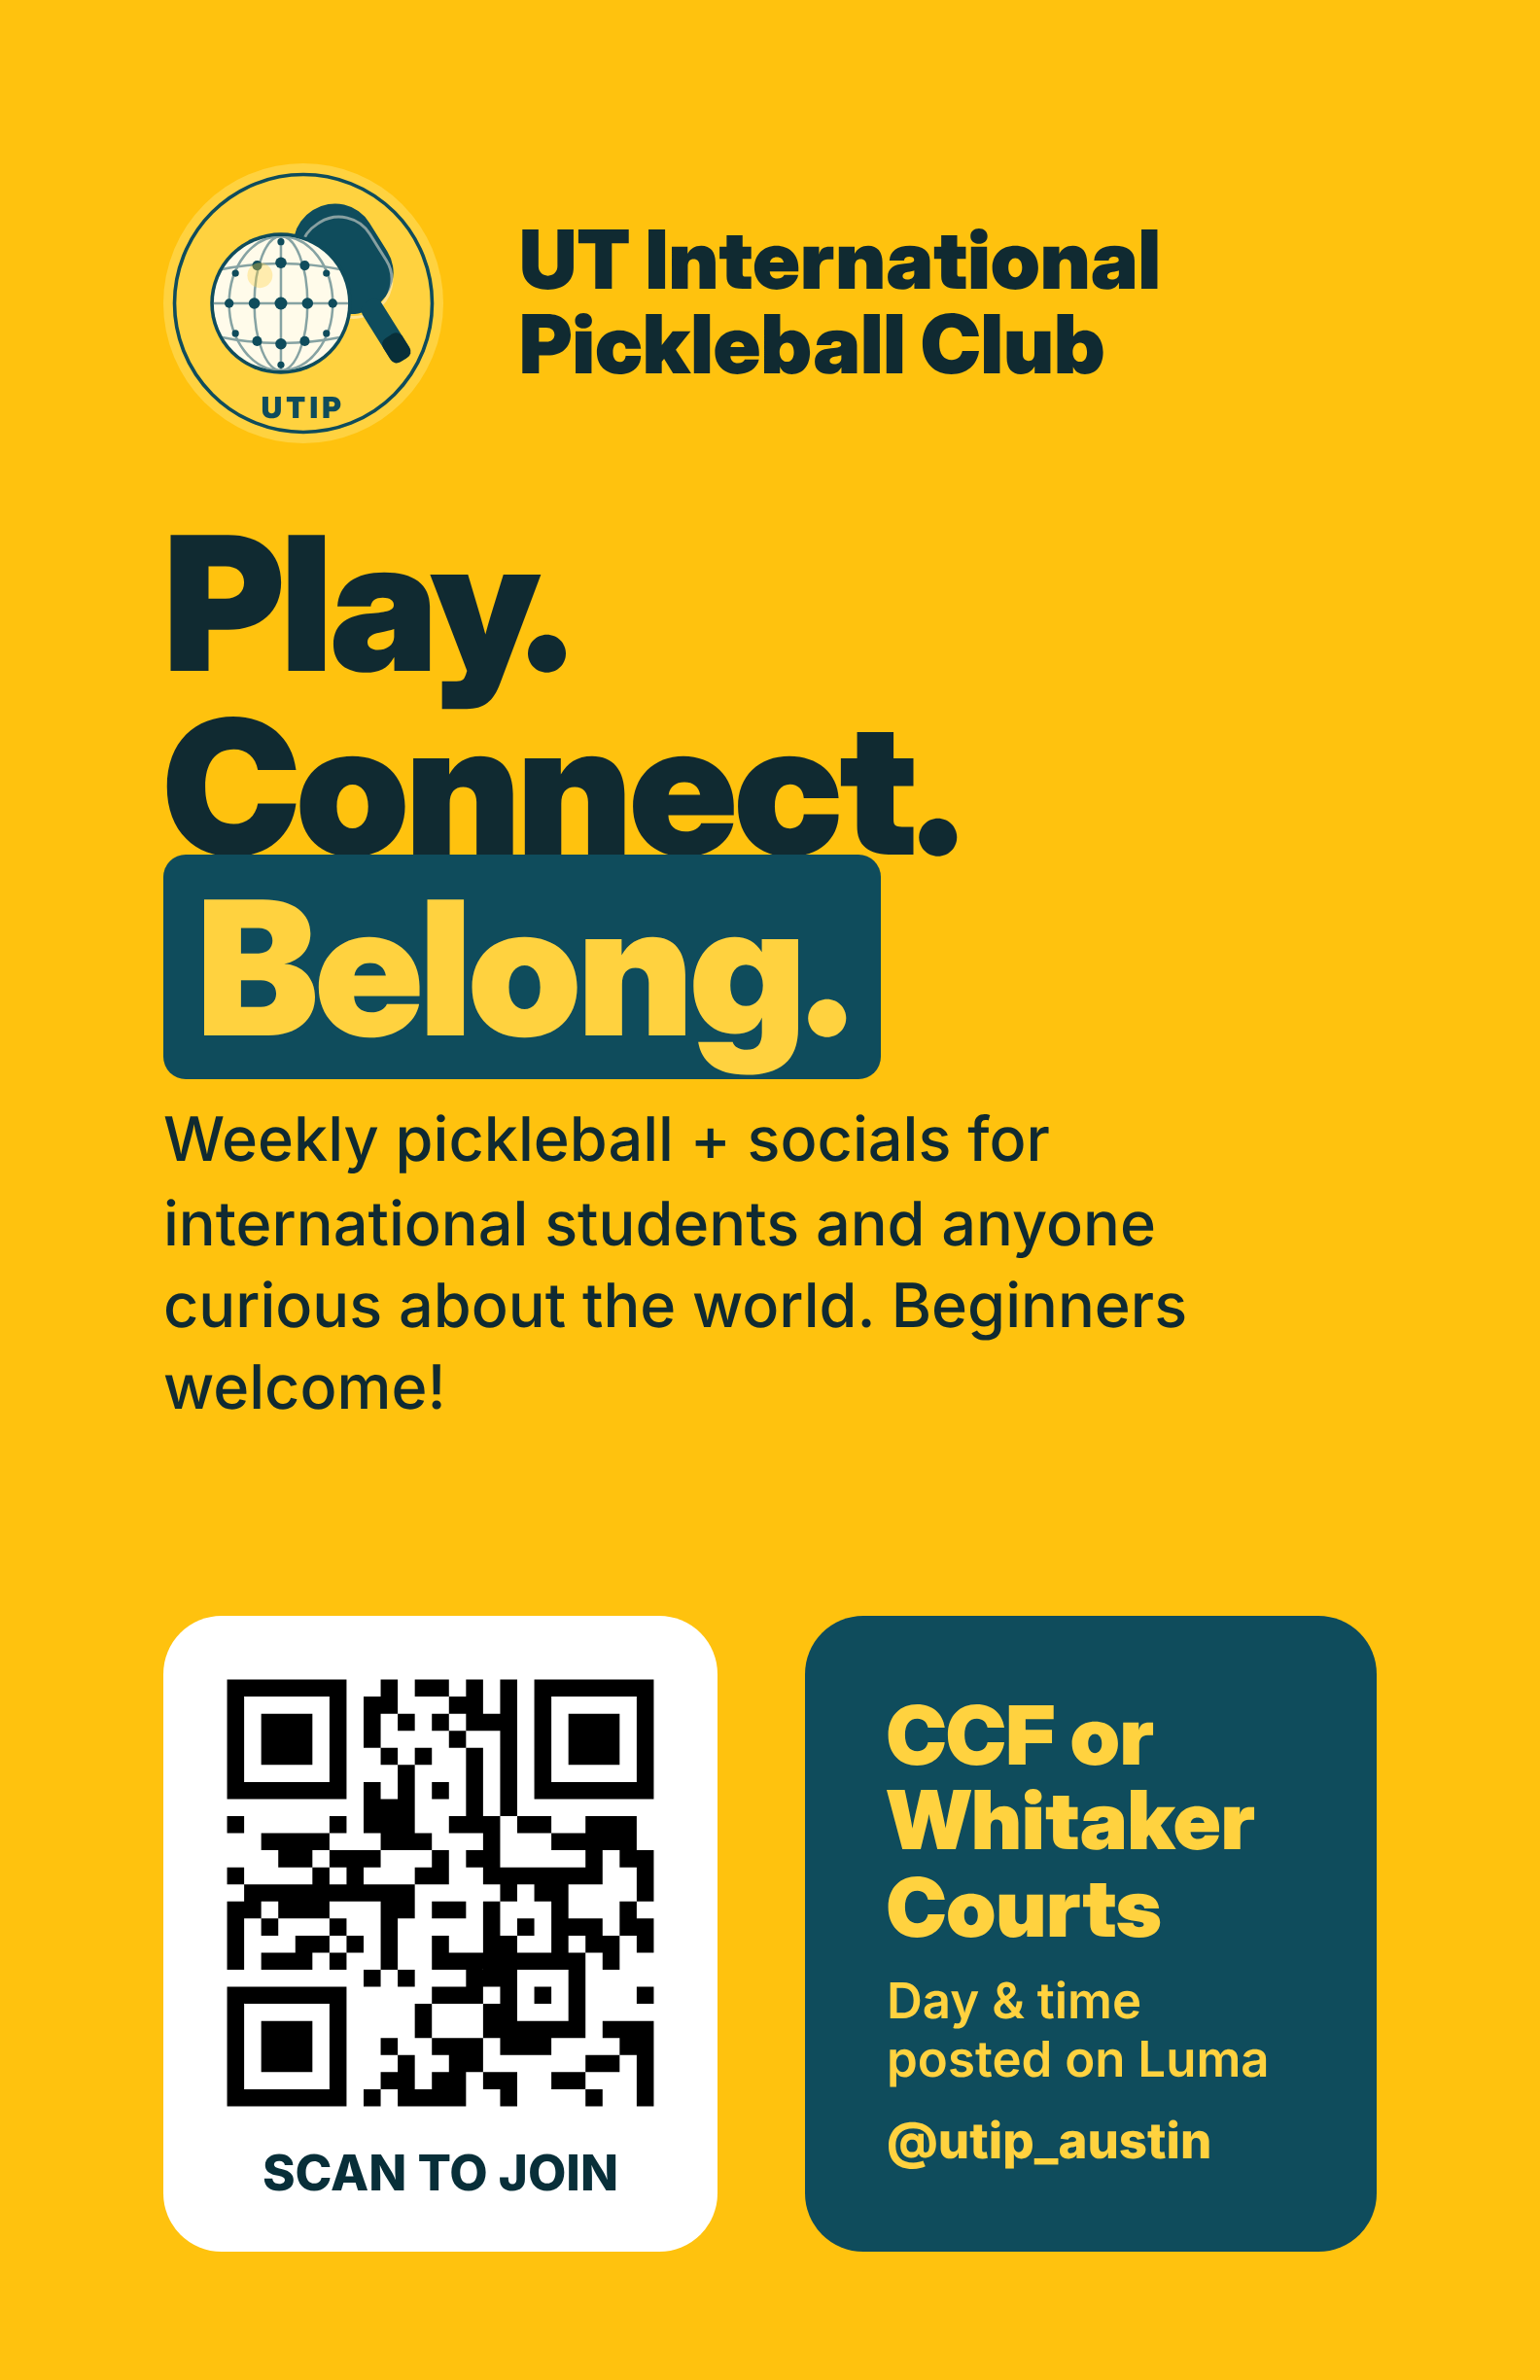 UTIP
UT International
Pickleball Club
Play.
Connect.
Belong.
Weekly pickleball + socials for
international students and anyone
curious about the world. Beginners
welcome!
SCAN TO JOIN
CCF or
Whitaker
Courts
Day & time
posted on Luma
@utip_austin